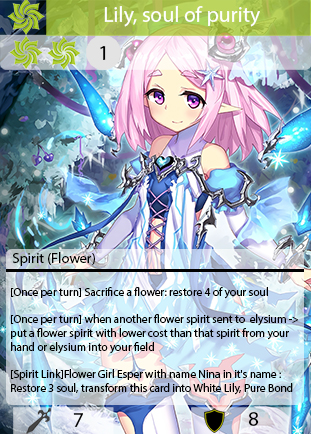 Lily, soul of purity
1
Spirit (Flower)
[Once per turn] Sacrifice a flower: restore 4 of your soul
[Once per turn] when another flower spirit sent to elysium ->
put a flower spirit with lower cost than that spirit from your
hand or elysium into your field
[Spirit Link]Flower Girl Esper with name Nina in it's name :
Restore 3 soul, transform this card into White Lily, Pure Bond
7 8